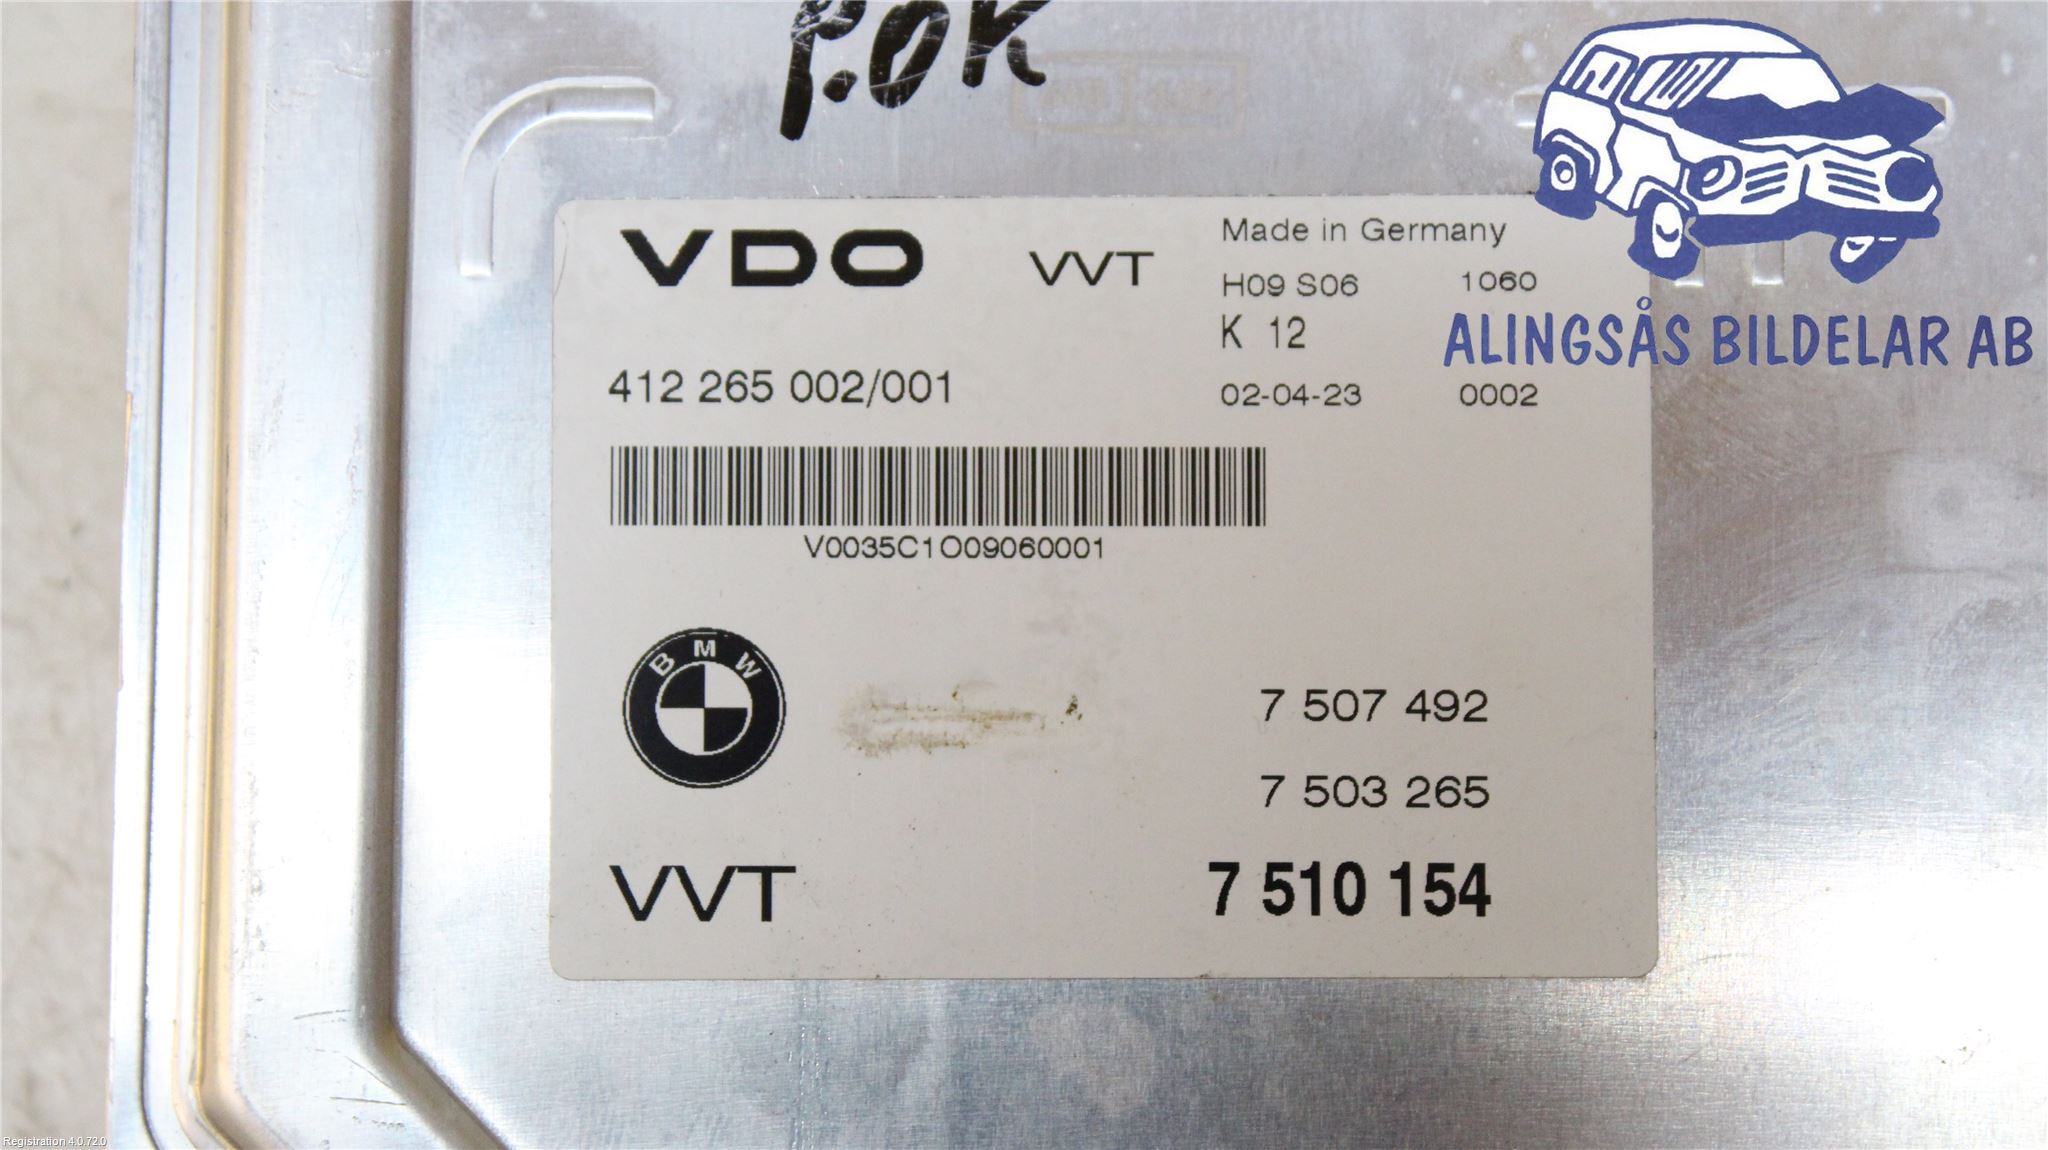 P.OK
VDO VVT Made in Germany
H09 S06 1060
K 12
412 265 002/001 02-04-23 0002
V0035C1O09060001
BMW
7 507 492
7 503 265
VVT 7 510 154
ALINGSÅS BILDELAR AB
Registration 4.0.72.0